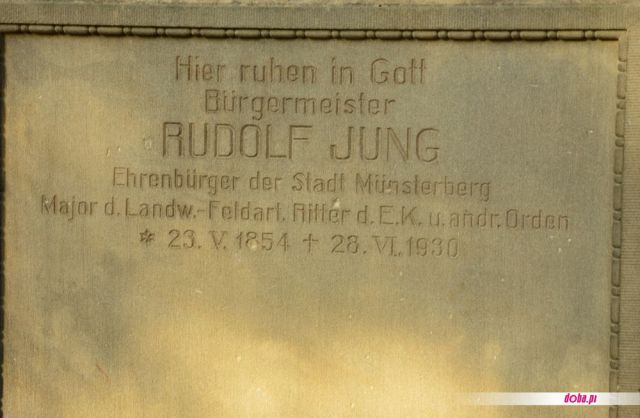 Hier ruhen in Gott
Bürgermeister
RUDOLF JUNG
Ehrenbürger der Stadt Münsterberg
Major d. Landw.-Feldart. Ritter d. E.K. u. andr. Orden
* 23. V. 1854 † 28. VI. 1930
doba.pl